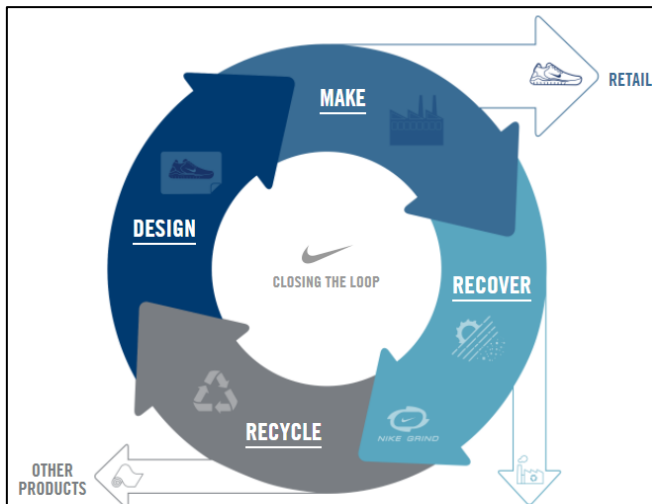 MAKE
RETAIL
DESIGN
CLOSING THE LOOP
RECOVER
NIKE GRIND
RECYCLE
OTHER
PRODUCTS